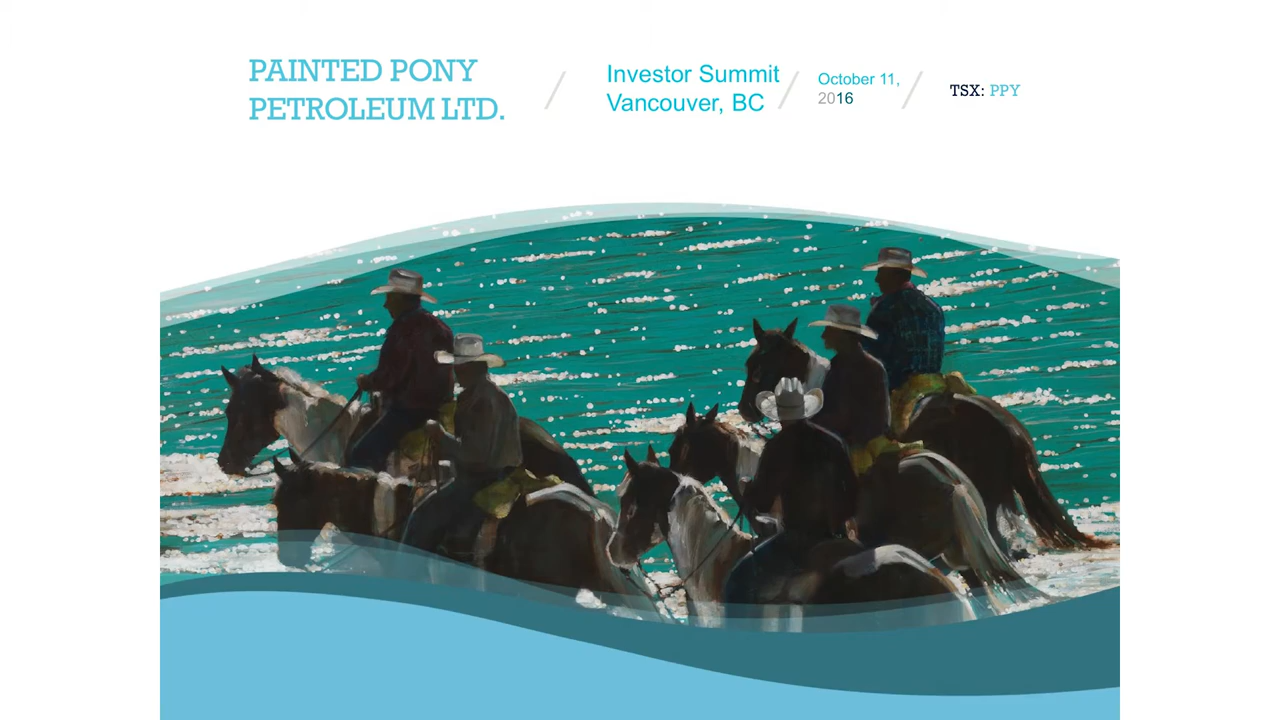 PAINTED PONY
PETROLEUM LTD.
Investor Summit
Vancouver, BC
October 11,
2016
TSX: PPY